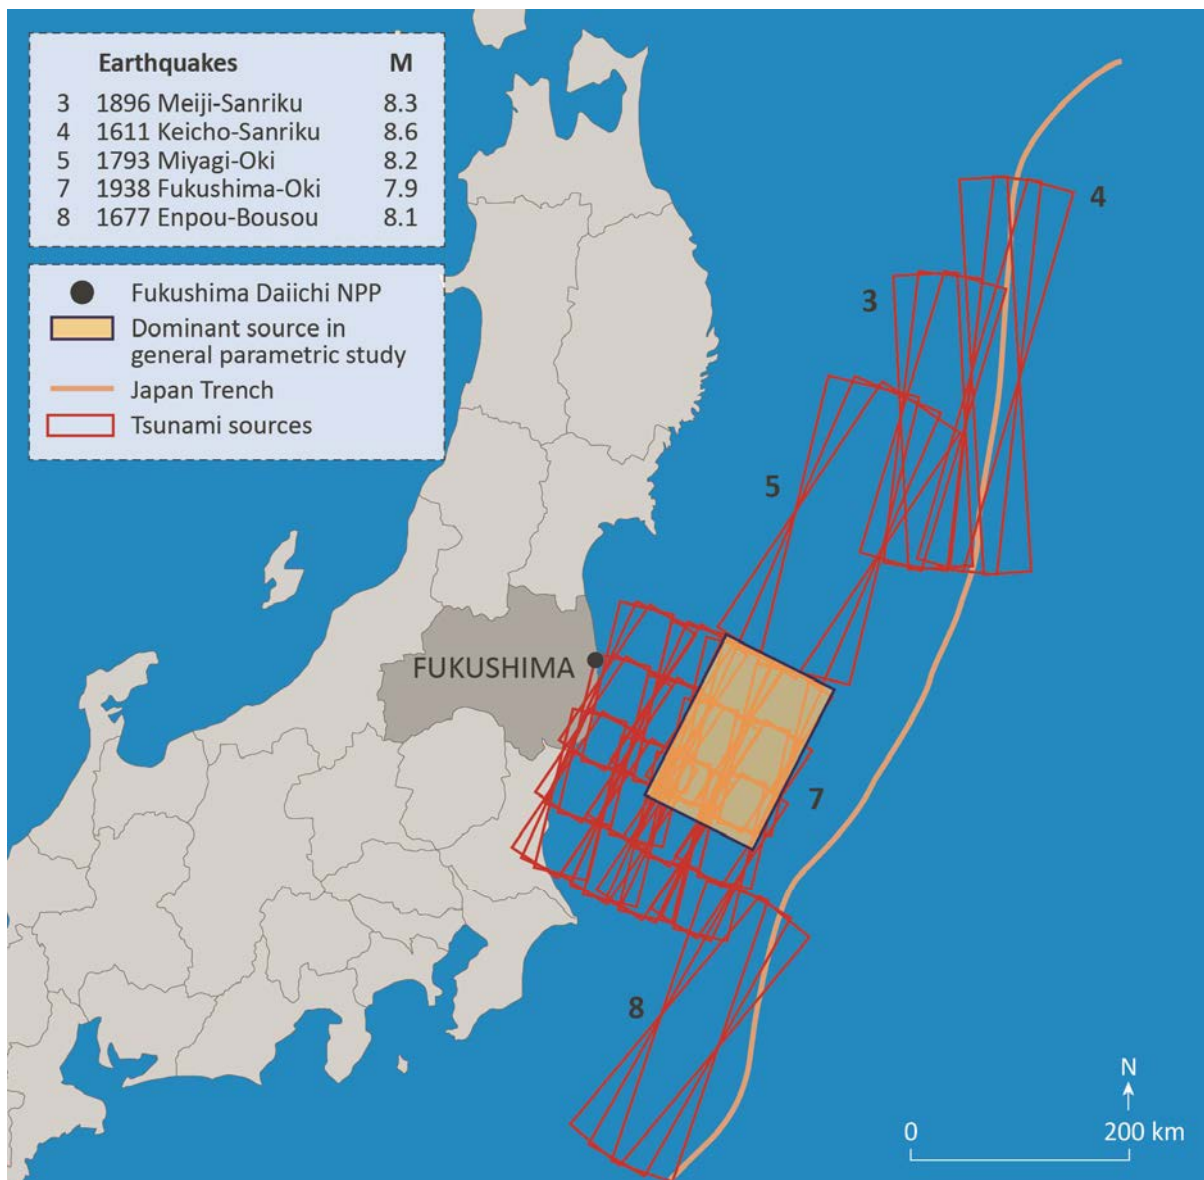 Earthquakes M
3 1896 Meiji-Sanriku 8.3
4 1611 Keicho-Sanriku 8.6
5 1793 Miyagi-Oki 8.2
7 1938 Fukushima-Oki 7.9
8 1677 Enpou-Bousou 8.1
Fukushima Daiichi NPP
Dominant source in
general parametric study
Japan Trench
Tsunami sources
4
3
5
FUKUSHIMA
7
8
N
0 200 km